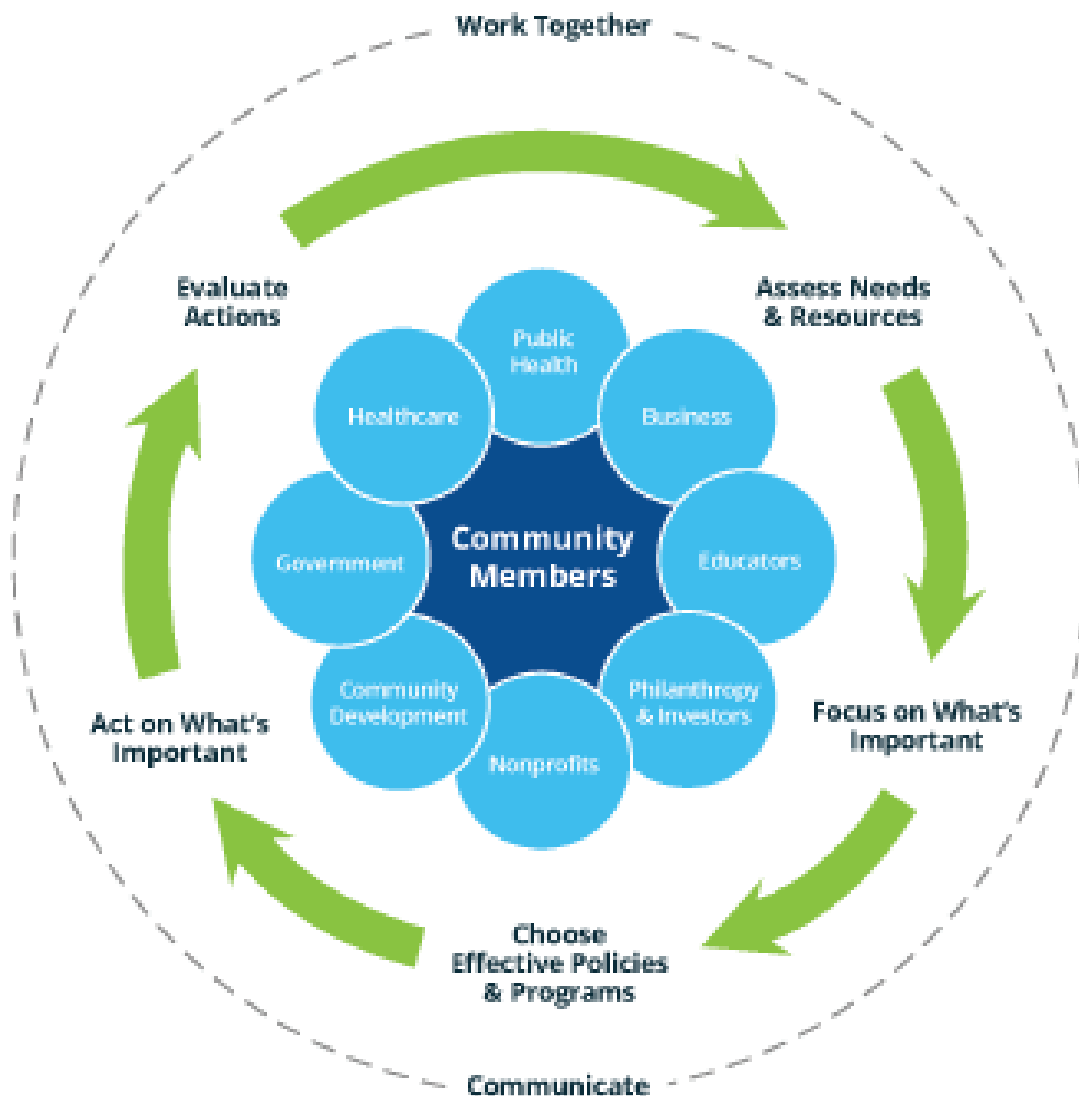 Work Together
Evaluate
Actions
Assess Needs
& Resources
Public
Health
Healthcare
Business
Community
Members
Government
Educators
Community
Development
Philanthropy
& Investors
Nonprofits
Act on What's
Important
Focus on What's
Important
Choose
Effective Policies
& Programs
Communicate